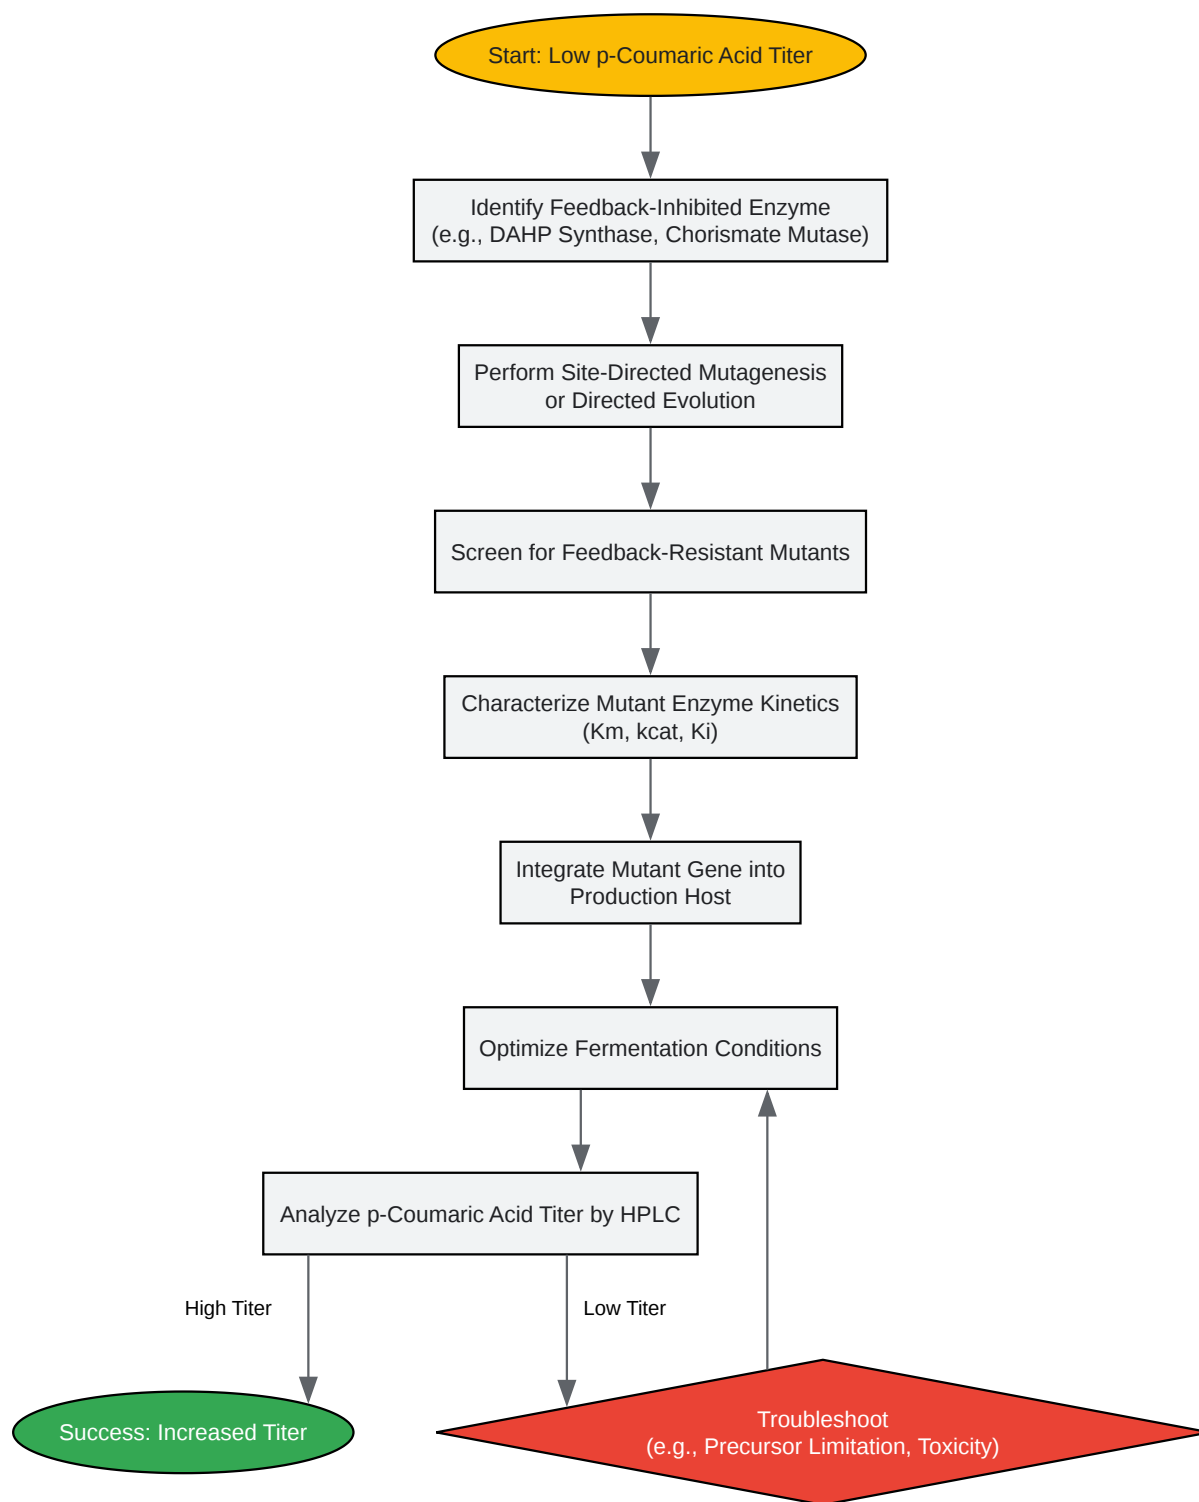 Start: Low p-Coumaric Acid Titer
Identify Feedback-Inhibited Enzyme
(e.g., DAHP Synthase, Chorismate Mutase)
Perform Site-Directed Mutagenesis
or Directed Evolution
Screen for Feedback-Resistant Mutants
Characterize Mutant Enzyme Kinetics
(Km, kcat, Ki)
Integrate Mutant Gene into
Production Host
Optimize Fermentation Conditions
Analyze p-Coumaric Acid Titer by HPLC
High Titer
Low Titer
Success: Increased Titer
Troubleshoot
(e.g., Precursor Limitation, Toxicity)